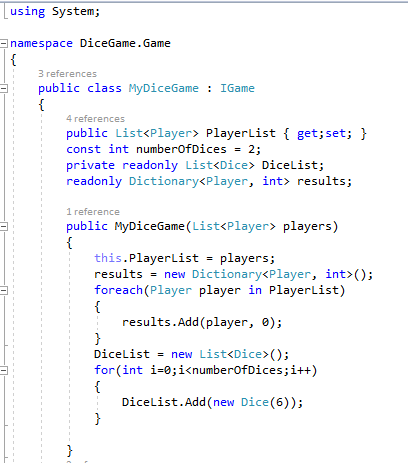 using System;
namespace DiceGame.Game
{
3 references
public class MyDiceGame : IGame
{
4 references
public List<Player> PlayerList { get;set; }
const int numberOfDices = 2;
private readonly List<Dice> DiceList;
readonly Dictionary<Player, int> results;
1 reference
public MyDiceGame(List<Player> players)
{
this.PlayerList = players;
results = new Dictionary<Player, int>();
foreach(Player player in PlayerList)
{
results.Add(player, 0);
}
DiceList = new List<Dice>();
for(int i=0;i<numberOfDices;i++)
{
DiceList.Add(new Dice(6));
}
}